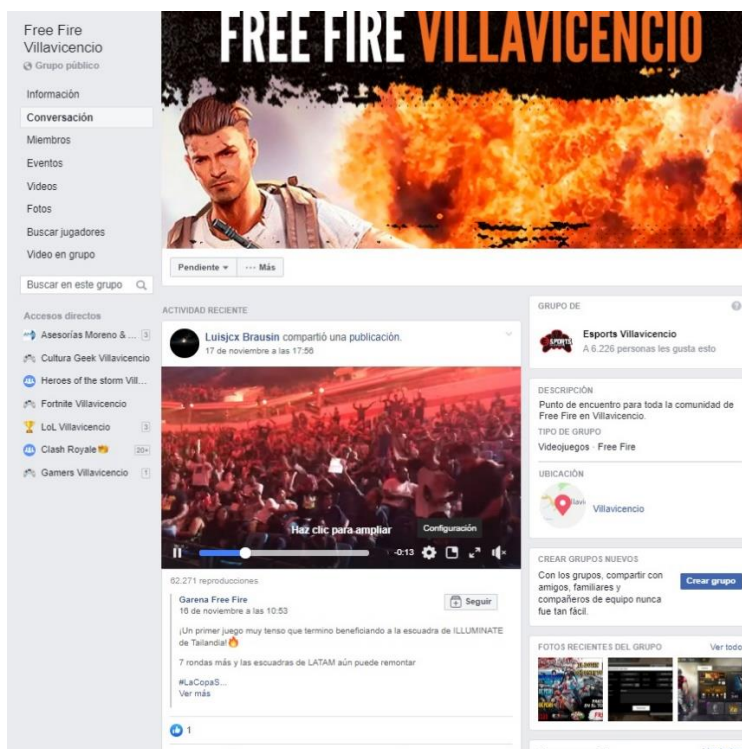 Free Fire
Villavicencio
Grupo público
Información
Conversación
Miembros
Eventos
Videos
Fotos
Buscar jugadores
Video en grupo
Buscar en este grupo
Accesos directos
Asesorías Moreno & ... 3
Cultura Geek Villavicencio
Heroes of the storm Vill...
Fortnite Villavicencio
LoL Villavicencio 3
Clash Royale 20+
Gamers Villavicencio 1
FREE FIRE VILLAVICENCIO
Pendiente
··· Más
ACTIVIDAD RECIENTE
Luisjcx Brausin compartió una publicación.
17 de noviembre a las 17:56
Haz clic para ampliar
Configuración
-0:13
62.271 reproducciones
Garena Free Fire
16 de noviembre a las 10:53
Seguir
¡Un primer juego muy tenso que termino beneficiando a la escuadra de ILLUMINATE
de Tailandia!🔥
7 rondas más y las escuadras de LATAM aún puede remontar
#LaCopaS...
Ver más
1
GRUPO DE
ESPORTS
Esports Villavicencio
A 6.226 personas les gusta esto
DESCRIPCIÓN
Punto de encuentro para toda la comunidad de
Free Fire en Villavicencio.
TIPO DE GRUPO
Videojuegos · Free Fire
UBICACIÓN
Villavicencio
CREAR GRUPOS NUEVOS
Con los grupos, compartir con
amigos, familiares y
compañeros de equipo nunca
fue tan fácil.
Crear grupo
FOTOS RECIENTES DEL GRUPO
Ver todo